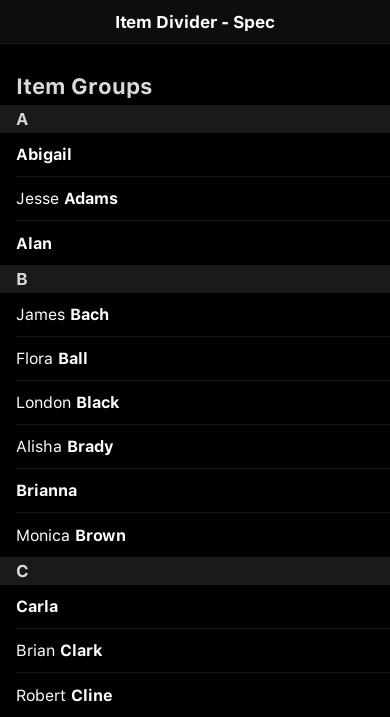 Item Divider - Spec
Item Groups
A
Abigail
Jesse Adams
Alan
B
James Bach
Flora Ball
London Black
Alisha Brady
Brianna
Monica Brown
C
Carla
Brian Clark
Robert Cline